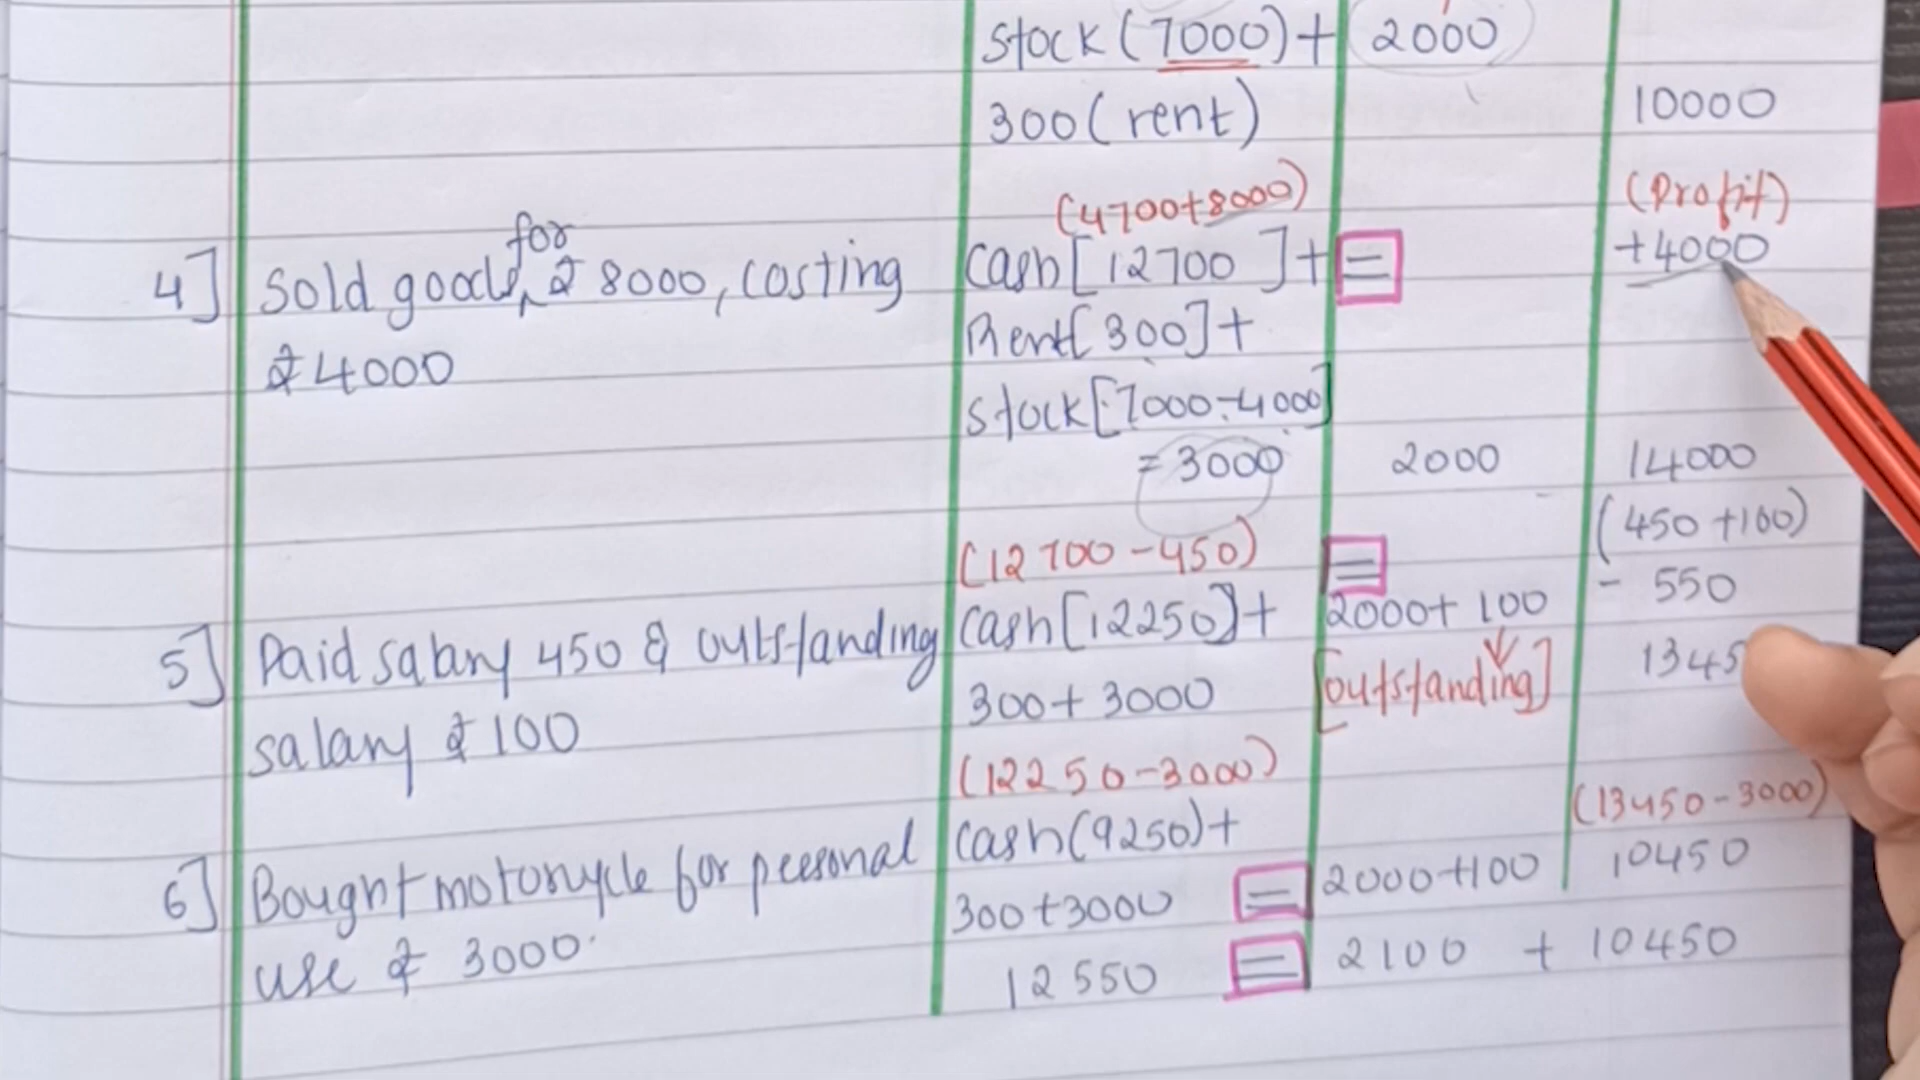 stock (7000) + 2000
300 (rent) 10000
(4700+8000) (Profit)
4] Sold goods for ₹ 8000, costing Cash [12700] + = +4000
₹ 4000 Rent [300] +
stock [7000-4000]
= 3000 2000 14000
(12700-450) = (450+100)
5] Paid salary 450 & outstanding Cash [12250] + 2000+ 100 - 550
salary ₹ 100 300+ 3000 [outstanding] 1345
(12250-3000) (13450-3000)
6] Bought motorcycle for personal Cash (9250) + 10450
use ₹ 3000. 300+3000 = 2000+100
12550 = 2100 + 10450